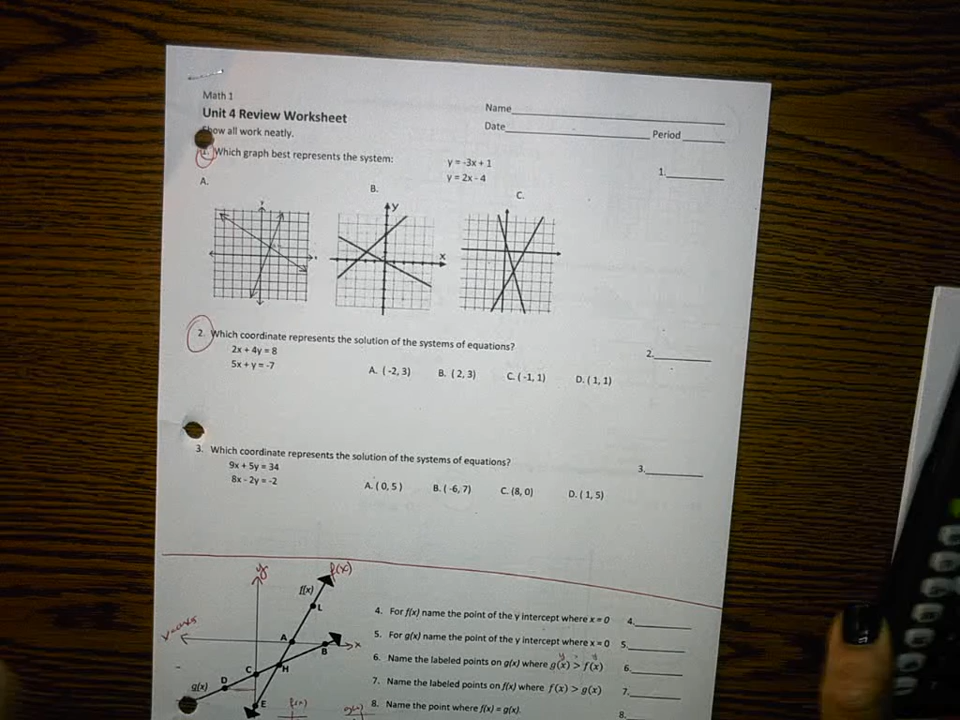 Math 1
Unit 4 Review Worksheet
Show all work neatly.
Name
Date Period
1. Which graph best represents the system: y = -3x + 1 1.
y = 2x - 4
A. B. C.
y
x
2. Which coordinate represents the solution of the systems of equations? 2.
2x + 4y = 8
5x + y = -7
A. (-2, 3) B. (2, 3) C. (-1, 1) D. (1, 1)
3. Which coordinate represents the solution of the systems of equations? 3.
9x + 5y = 34
8x - 2y = -2
A. (0, 5) B. (-6, 7) C. (8, 0) D. (1, 5)
y f(x)
f(x)
L
A
B
x
C
H
D
g(x)
E
f(x)
4. For f(x) name the point of the y intercept where x = 0 4.
5. For g(x) name the point of the y intercept where x = 0 5.
y > y
6. Name the labeled points on g(x) where g(x) > f(x) 6.
7. Name the labeled points on f(x) where f(x) > g(x) 7.
8. Name the point where f(x) = g(x). 8.